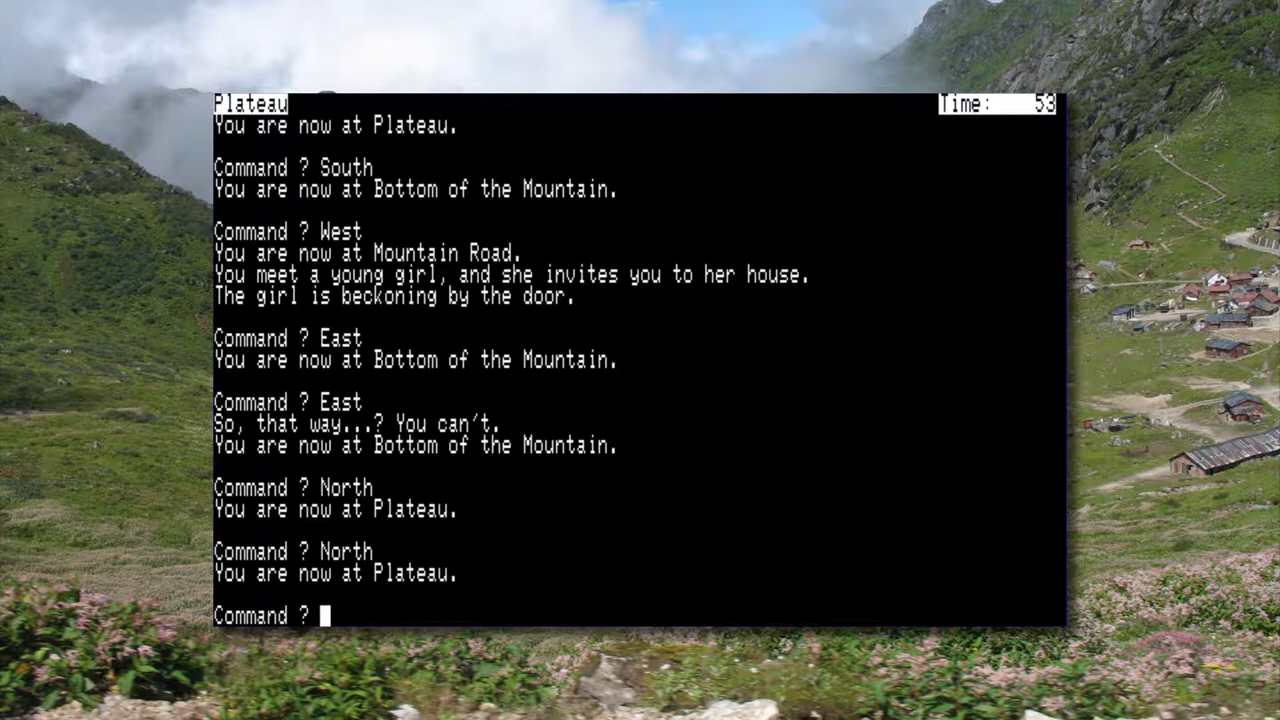 Plateau Time: 53
You are now at Plateau.
Command ? South
You are now at Bottom of the Mountain.
Command ? West
You are now at Mountain Road.
You meet a young girl, and she invites you to her house.
The girl is beckoning by the door.
Command ? East
You are now at Bottom of the Mountain.
Command ? East
So, that way...? You can't.
You are now at Bottom of the Mountain.
Command ? North
You are now at Plateau.
Command ? North
You are now at Plateau.
Command ?